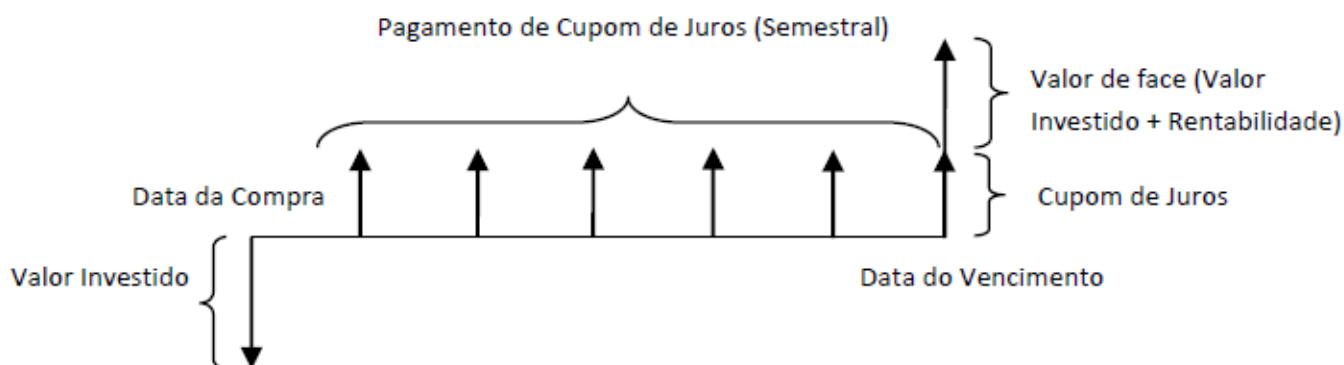 Pagamento de Cupom de Juros (Semestral)
Valor de face (Valor
Investido + Rentabilidade)
Data da Compra
Cupom de Juros
Valor Investido
Data do Vencimento